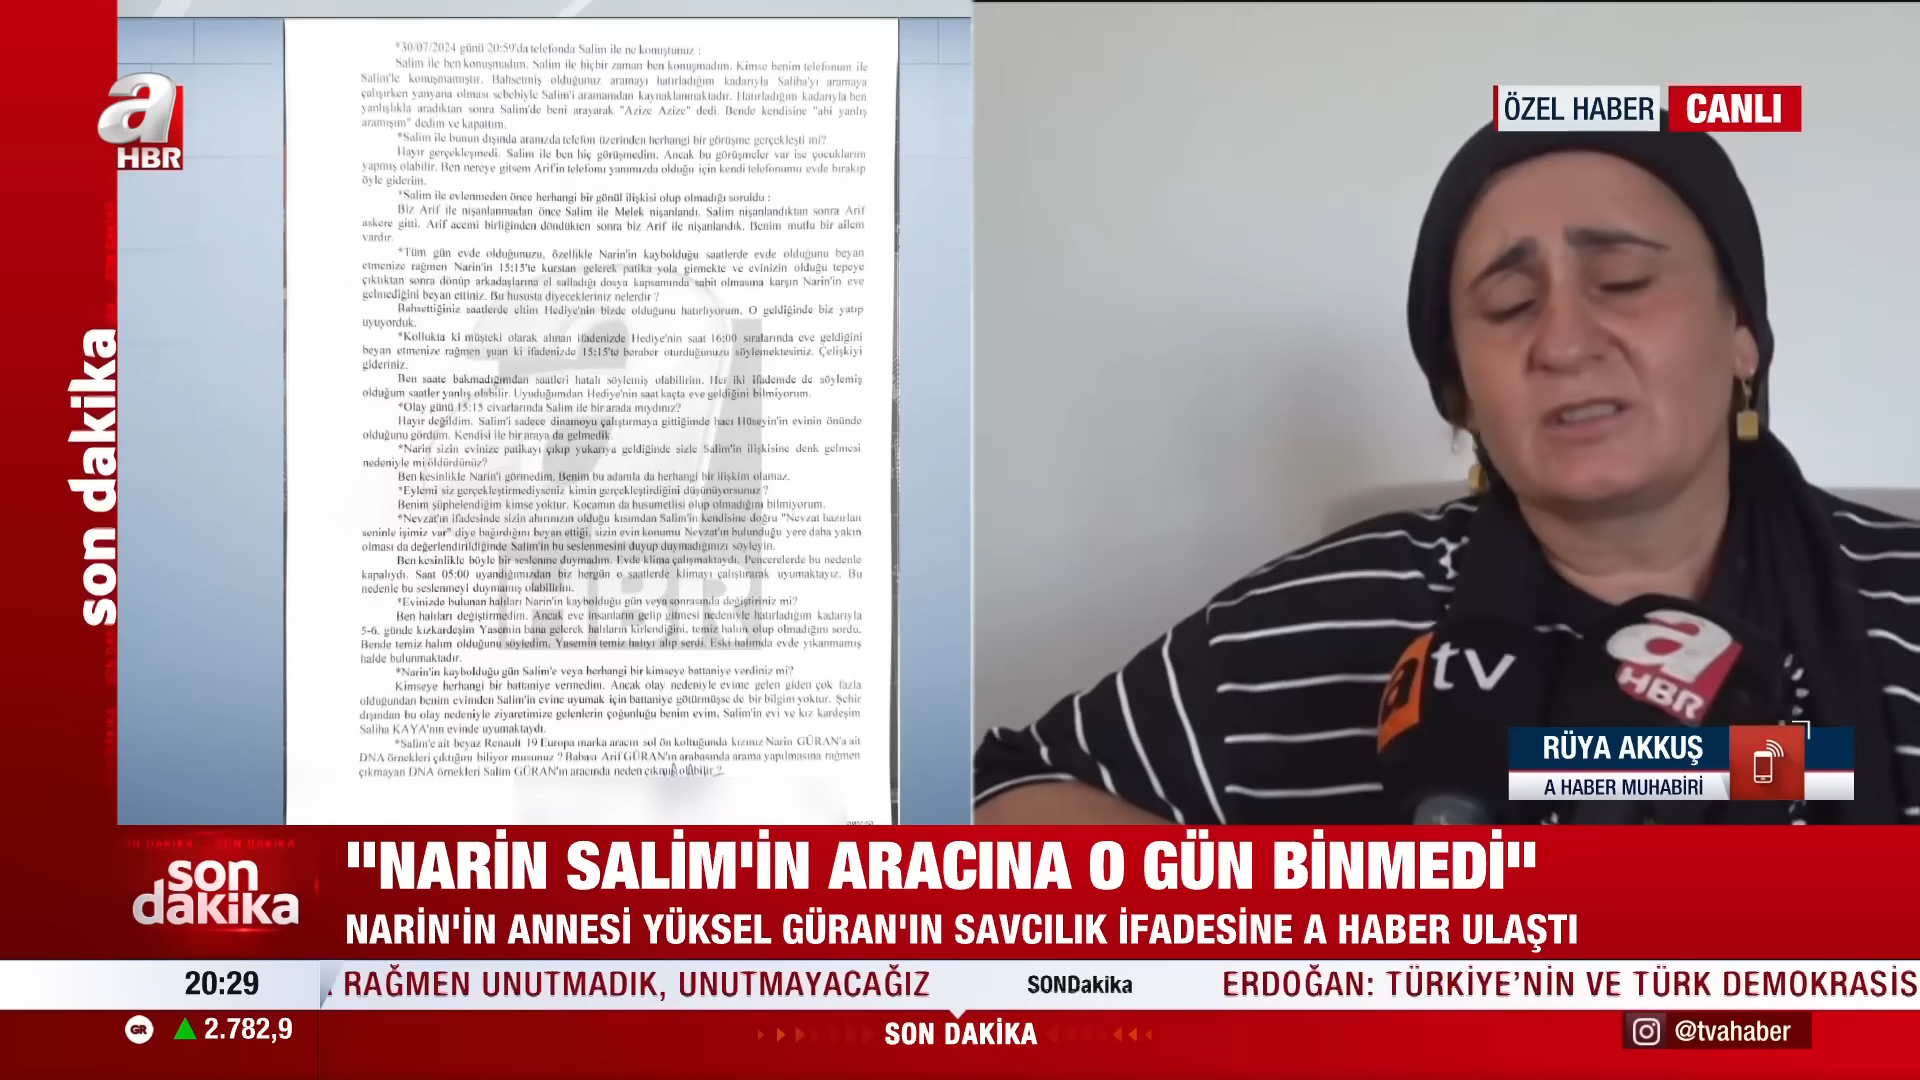 *30/07/2024 günü 20:59'da telefonda Salim ile ne konuştunuz :
Salim ile ben konuşmadım. Salim ile hiçbir zaman ben konuşmadım. Kimse benim telefonum ile
Salim'le konuşmamıştır. Bahsetmiş olduğunuz aramayı hatırladığım kadarıyla Saliha'yı aramaya
çalışırken yanyana olması sebebiyle Salim'i aramamdan kaynaklanmaktadır. Hatırladığım kadarıyla ben
yanlışlıkla aradıktan sonra Salim'de beni arayarak "Azize Azize" dedi. Bende kendisine "abi yanlış
aramışım" dedim ve kapattım.
*Salim ile bunun dışında aranızda telefon üzerinden herhangi bir görüşme gerçekleşti mi?
Hayır gerçekleşmedi. Salim ile ben hiç görüşmedim. Ancak bu görüşmeler var ise çocuklarım
yapmış olabilir. Ben nereye gitsem Arif'in telefonu yanımızda olduğu için kendi telefonumu evde bırakıp
öyle giderim.
*Salim ile evlenmeden önce herhangi bir gönül ilişkisi olup olmadığı soruldu :
Biz Arif ile nişanlanmadan önce Salim ile Melek nişanlandı. Salim nişanlandıktan sonra Arif
askere gitti. Arif acemi birliğinden döndükten sonra biz Arif ile nişanlandık. Benim mutlu bir ailem
vardır.
*Tüm gün evde olduğunuzu, özellikle Narin'in kaybolduğu saatlerde evde olduğunu beyan
etmenize rağmen Narin'in 15:15'te kurstan gelerek patika yola girmekte ve evinizin olduğu tepeye
çıktıktan sonra dönüp arkadaşlarına el salladığı dosya kapsamında sabit olmasına karşın Narin'in eve
gelmediğini beyan ettiniz. Bu hususta diyecekleriniz nelerdir ?
Bahsettiğiniz saatlerde eltim Hediye'nin bizde olduğunu hatırlıyorum. O geldiğinde biz yatıp
uyuyorduk.
*Kollukta ki müşteki olarak alınan ifadenizde Hediye'nin saat 16:00 sıralarında eve geldiğini
beyan etmenize rağmen şuan ki ifadenizde 15:15'te beraber oturduğunuzu söylemektesiniz. Çelişkiyi
gideriniz.
Ben saate bakmadığımdan saatleri hatalı söylemiş olabilirim. Her iki ifademde de söylemiş
olduğum saatler yanlış olabilir. Uyuduğumdan Hediye'nin saat kaçta eve geldiğini bilmiyorum.
*Olay günü 15:15 civarlarında Salim ile bir arada mıydınız?
Hayır değildim. Salim'i sadece dinamoyu çalıştırmaya gittiğimde hacı Hüseyin'in evinin önünde
olduğunu gördüm. Kendisi ile bir araya da gelmedik.
*Narin sizin evinize patikayı çıkıp yukarıya geldiğinde sizle Salim'in ilişkisine denk gelmesi
nedeniyle mi öldürdünüz?
Ben kesinlikle Narin'i görmedim. Benim bu adamla da herhangi bir ilişkim olamaz.
*Eylemi siz gerçekleştirmediyseniz kimin gerçekleştirdiğini düşünüyorsunuz ?
Benim şüphelendiğim kimse yoktur. Kocamın da husumetlisi olup olmadığını bilmiyorum.
*Nevzat'ın ifadesinde sizin ahırınızın olduğu kısımdan Salim'in kendisine doğru "Nevzat hazırlan
seninle işimiz var" diye bağırdığını beyan ettiği, sizin evin konumu Nevzat'ın bulunduğu yere daha yakın
olması da değerlendirildiğinde Salim'in bu seslenmesini duyup duymadığınızı söyleyin.
Ben kesinlikle böyle bir seslenme duymadım. Evde klima çalışmaktaydı. Pencerelerde bu nedenle
kapalıydı. Saat 05:00 uyandığımızdan biz hergün o saatlerde klimayı çalıştırarak uyumaktayız. Bu
nedenle bu seslenmeyi duymamış olabilirim.
*Evinizde bulunan halıları Narin'in kaybolduğu gün veya sonrasında değiştiriniz mi?
Ben halıları değiştirmedim. Ancak eve insanların gelip gitmesi nedeniyle hatırladığım kadarıyla
5-6. günde kızkardeşim Yasemin bana gelerek halıların kirlendiğini, temiz halım olup olmadığını sordu.
Bende temiz halım olduğunu söyledim. Yasemin temiz halıyı alıp serdi. Eski halımda evde yıkanmamış
halde bulunmaktadır.
*Narin'in kaybolduğu gün Salim'e veya herhangi bir kimseye battaniye verdiniz mi?
Kimseye herhangi bir battaniye vermedim. Ancak olay nedeniyle evime gelen giden çok fazla
olduğundan benim evimden Salim'in evine uyumak için battaniye götürmüşse de bir bilgim yoktur. Şehir
dışından bu olay nedeniyle ziyaretimize gelenlerin çoğunluğu benim evim, Salim'in evi ve kız kardeşim
Saliha KAYA'nın evinde uyumaktaydı.
*Salim'e ait beyaz Renault 19 Europa marka aracın sol ön koltuğunda kızınız Narin GÜRAN'a ait
DNA örnekleri çıktığını biliyor musunuz ? Babası Arif GÜRAN'ın arabasında arama yapılmasına rağmen
çıkmayan DNA örnekleri Salim GÜRAN'ın aracında neden çıkmış olabilir ?
a HBR
son dakika
ÖZEL HABER
CANLI
a tv
a HBR
RÜYA AKKUŞ
A HABER MUHABİRİ
son dakika
"NARİN SALİM'İN ARACINA O GÜN BİNMEDİ"
NARİN'İN ANNESİ YÜKSEL GÜRAN'IN SAVCILIK İFADESİNE A HABER ULAŞTI
20:29
RAĞMEN UNUTMADIK, UNUTMAYACAĞIZ SONDakika ERDOĞAN: TÜRKİYE'NİN VE TÜRK DEMOKRASİS
GR 2.782,9
SON DAKİKA
@tvahaber